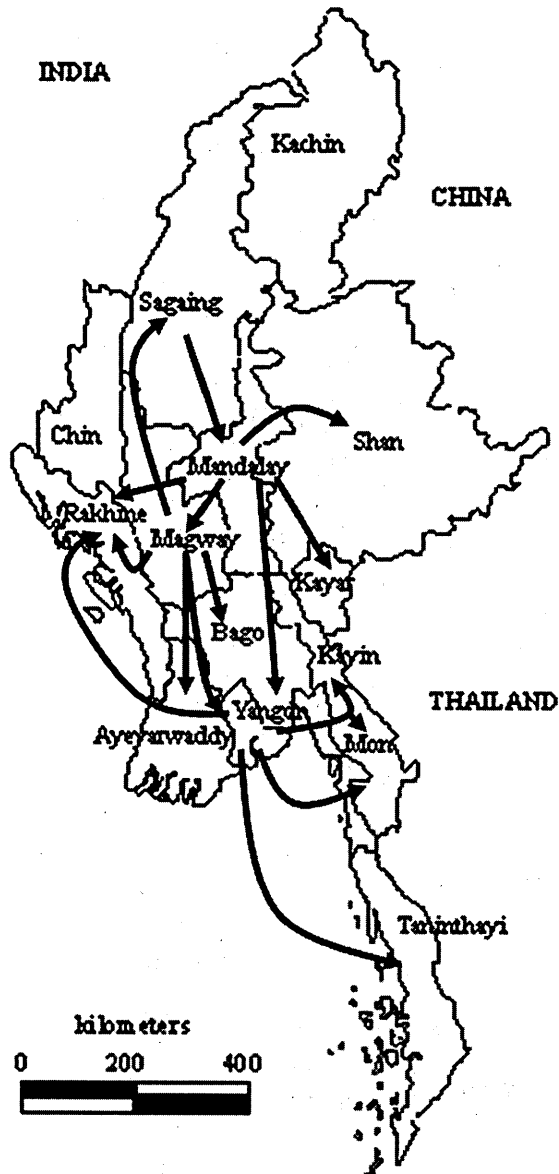 INDIA
Kachin
CHINA
Sagaing
Chin
Shan
Mandalay
Rakhine
Magway
Kayar
Bago
Kayin
THAILAND
Yangon
Ayeyarwaddy
Mon
Taninthayi
kilometers
0 200 400